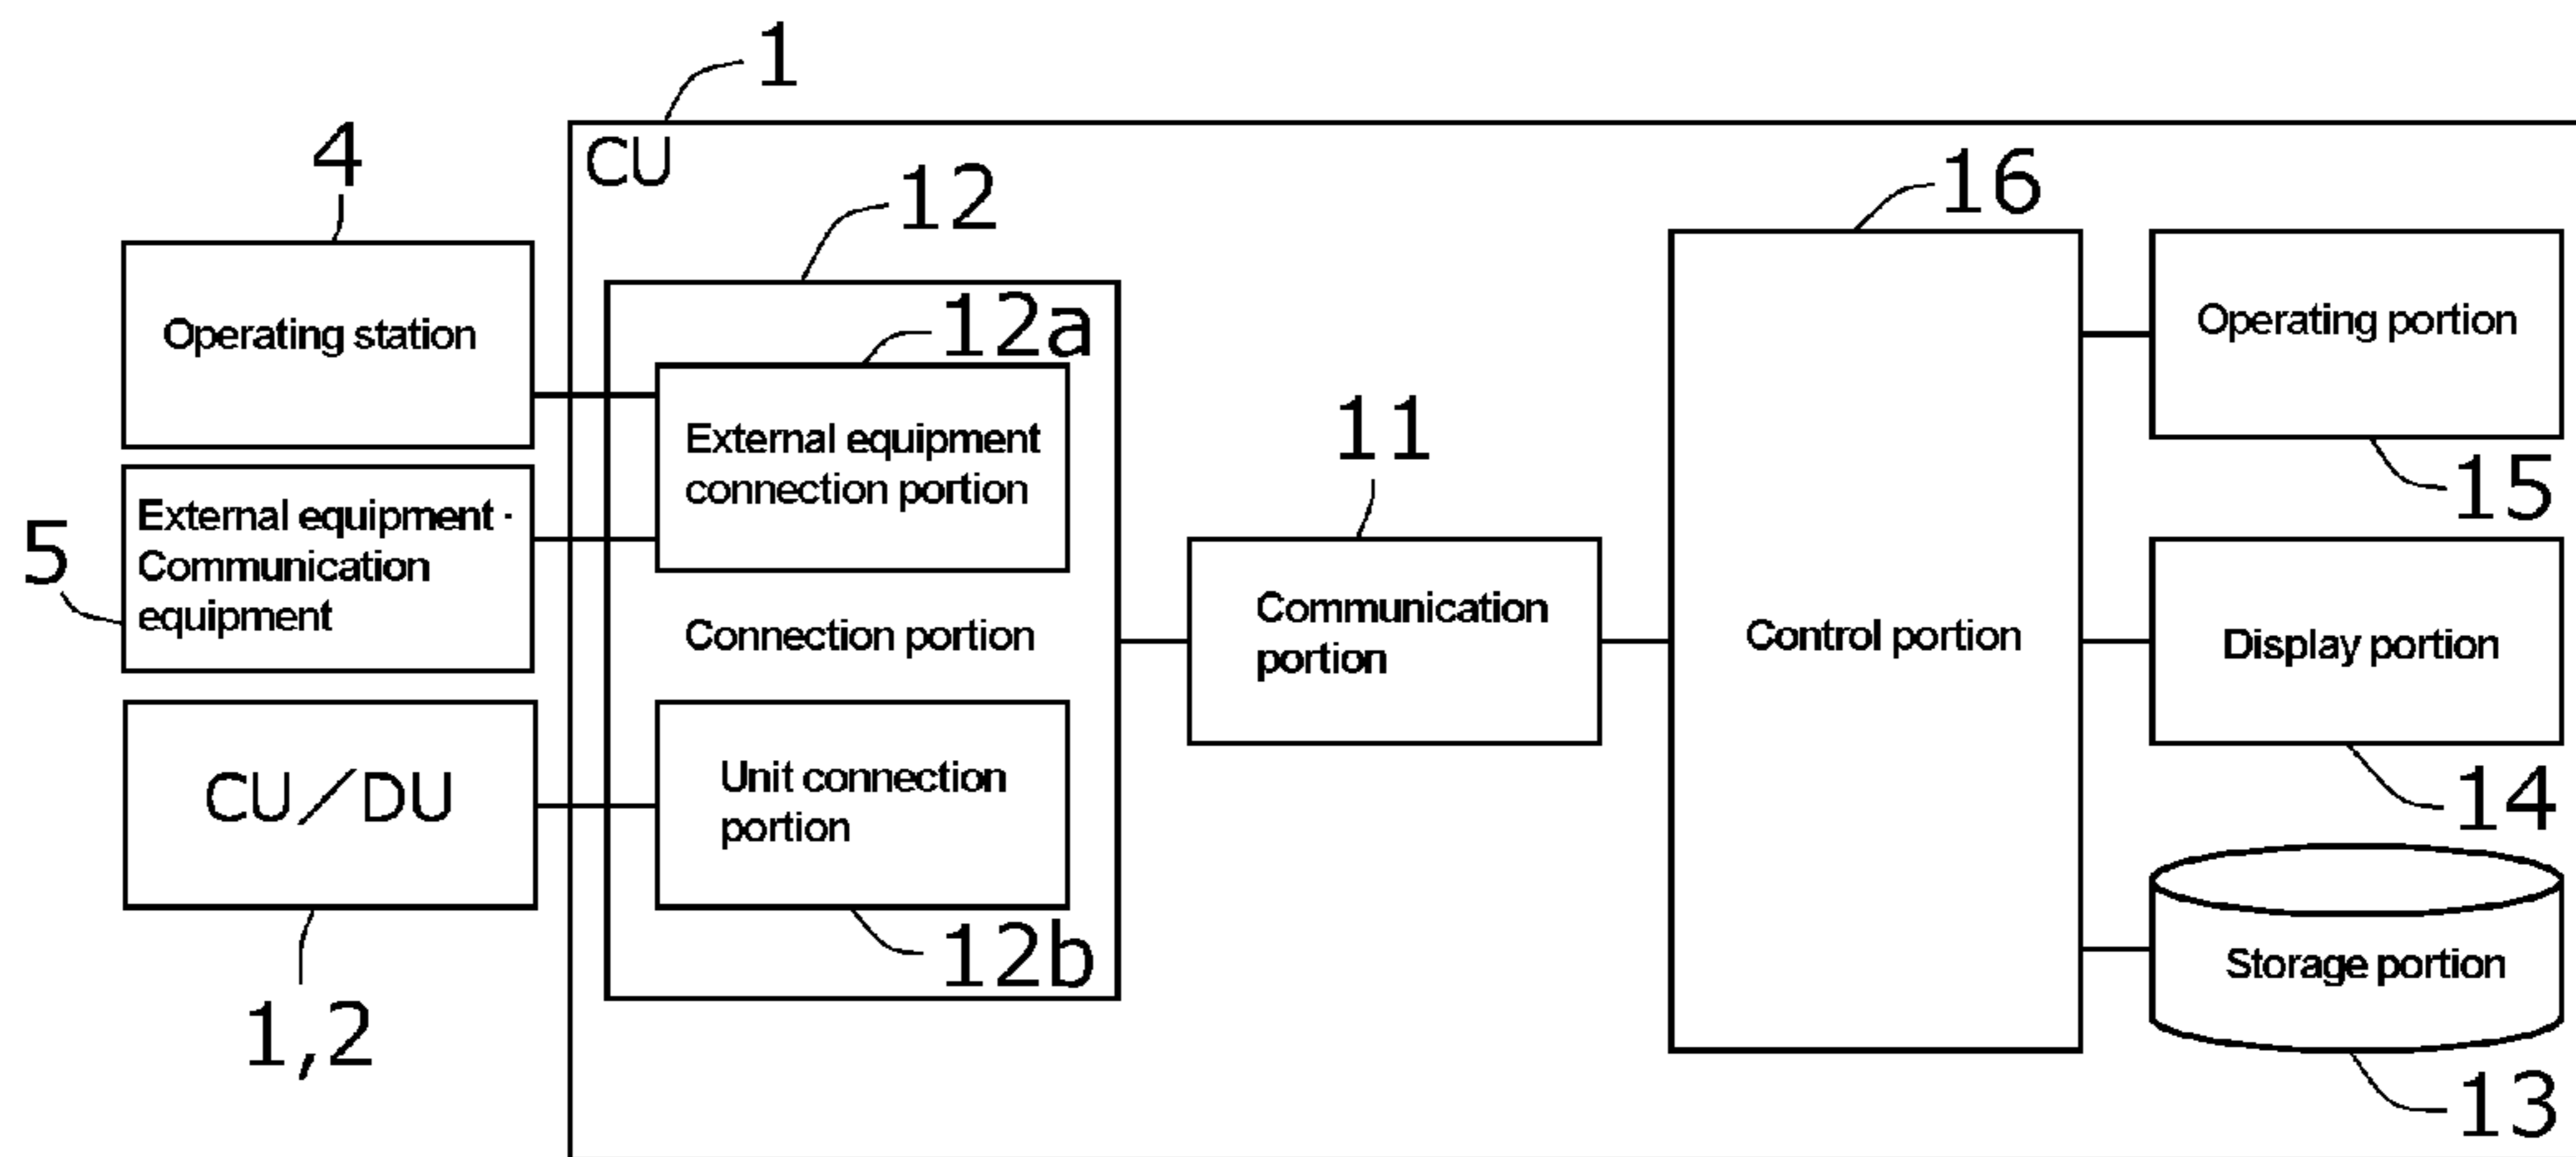 1
CU
4
12
16
12a
Operating station
Operating portion
External equipment
connection portion
11
15
5
External equipment ·
Communication
equipment
Connection portion
Communication
portion
Control portion
Display portion
CU／DU
Unit connection
portion
14
12b
Storage portion
1,2
13